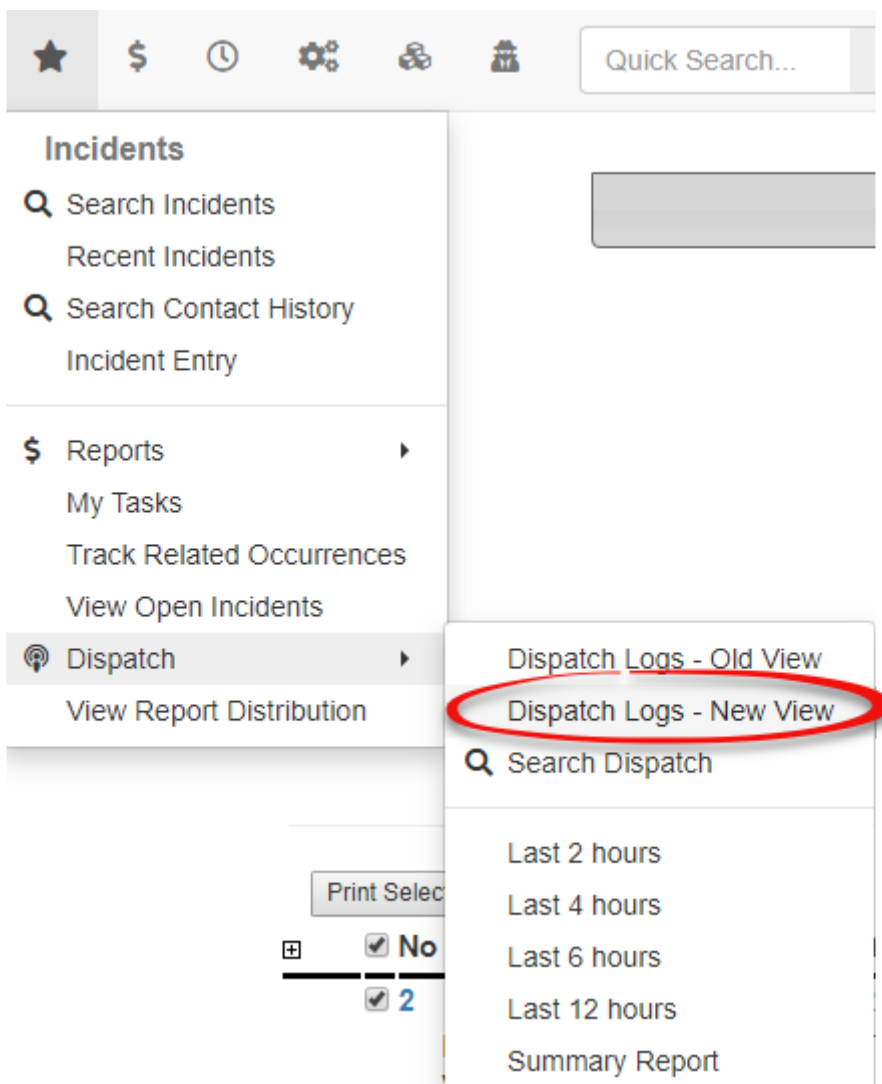 Quick Search...
Incidents
Search Incidents
Recent Incidents
Search Contact History
Incident Entry
$ Reports
My Tasks
Track Related Occurrences
View Open Incidents
Dispatch
View Report Distribution
Dispatch Logs - Old View
Dispatch Logs - New View
Search Dispatch
Last 2 hours
Last 4 hours
Last 6 hours
Last 12 hours
Summary Report
Print Selec
No
2